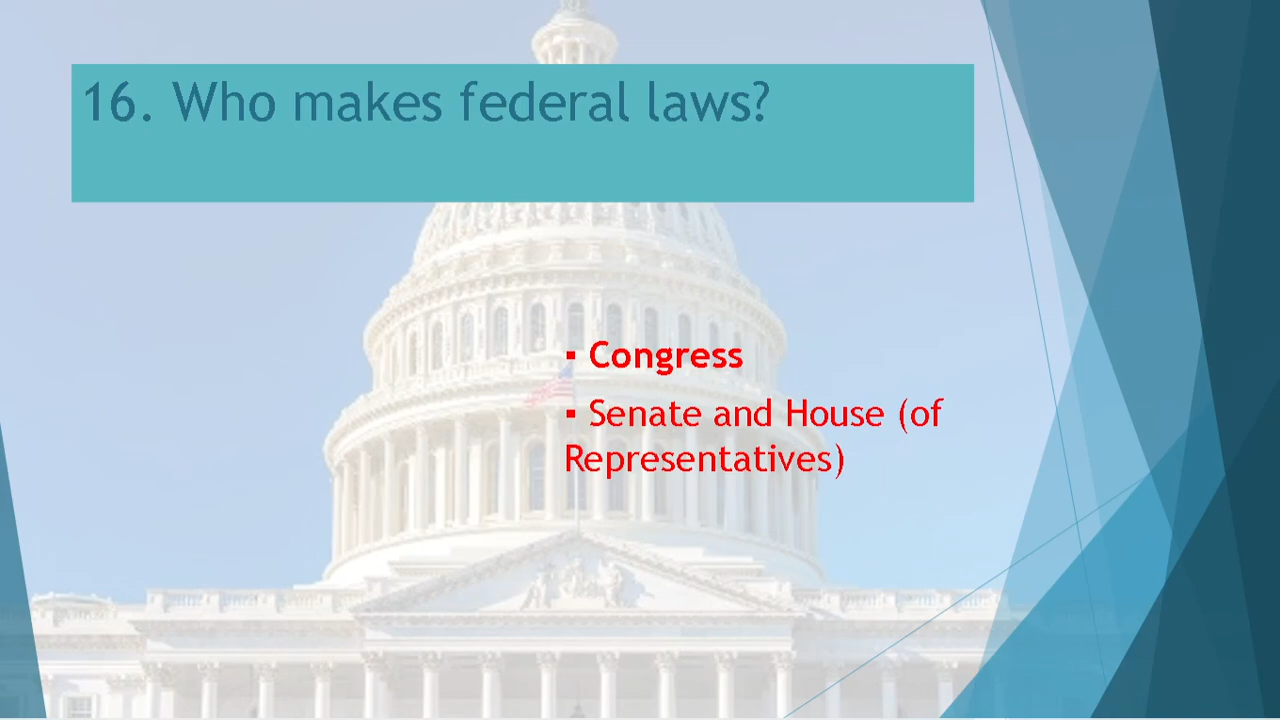 16. Who makes federal laws?
▪ Congress
▪ Senate and House (of
Representatives)